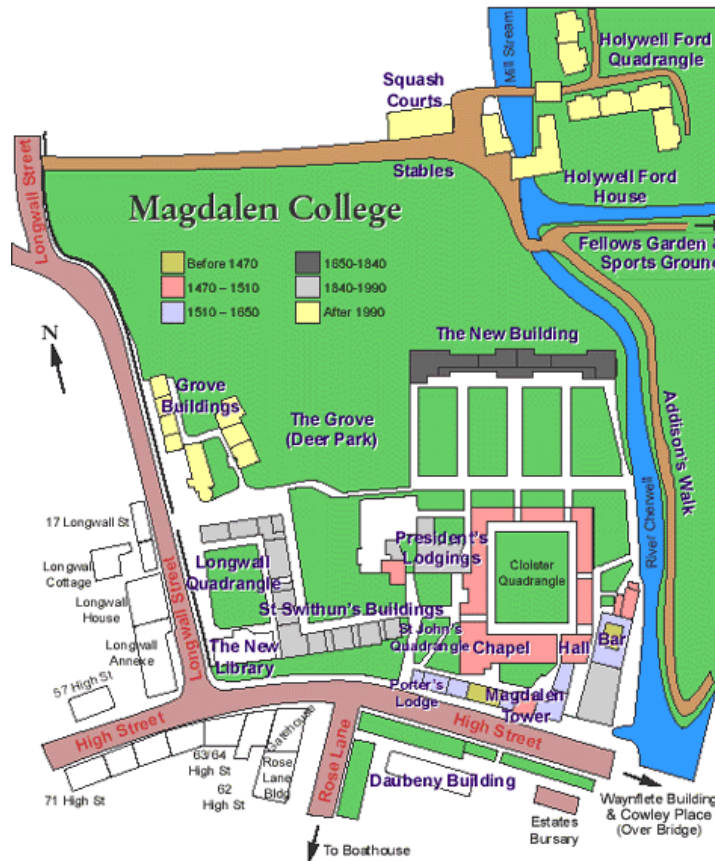 Holywell Ford
Quadrangle
Mill Stream
Squash
Courts
Longwall Street
Stables
Holywell Ford
House
Magdalen College
Fellows Garden &
Sports Ground
Before 1470
1470 – 1510
1510 – 1650
1650-1840
1840-1990
After 1990
N
The New Building
Grove
Buildings
The Grove
(Deer Park)
Addison's Walk
River Cherwell
17 Longwall St
Longwall
Cottage
Longwall
House
Longwall
Annexe
Longwall Street
Longwall
Quadrangle
President's
Lodgings
Cloister
Quadrangle
St Swithun's Buildings
St John's
Quadrangle
Chapel
Hall
Bar
The New
Library
57 High St
Porter's
Lodge
Magdalen
Tower
High Street
High Street
71 High St
63/64
High St
62
High St
Gatehouse
Rose
Lane
Bldg
Rose Lane
Daubeny Building
Estates
Bursary
Waynflete Building
& Cowley Place
(Over Bridge)
To Boathouse